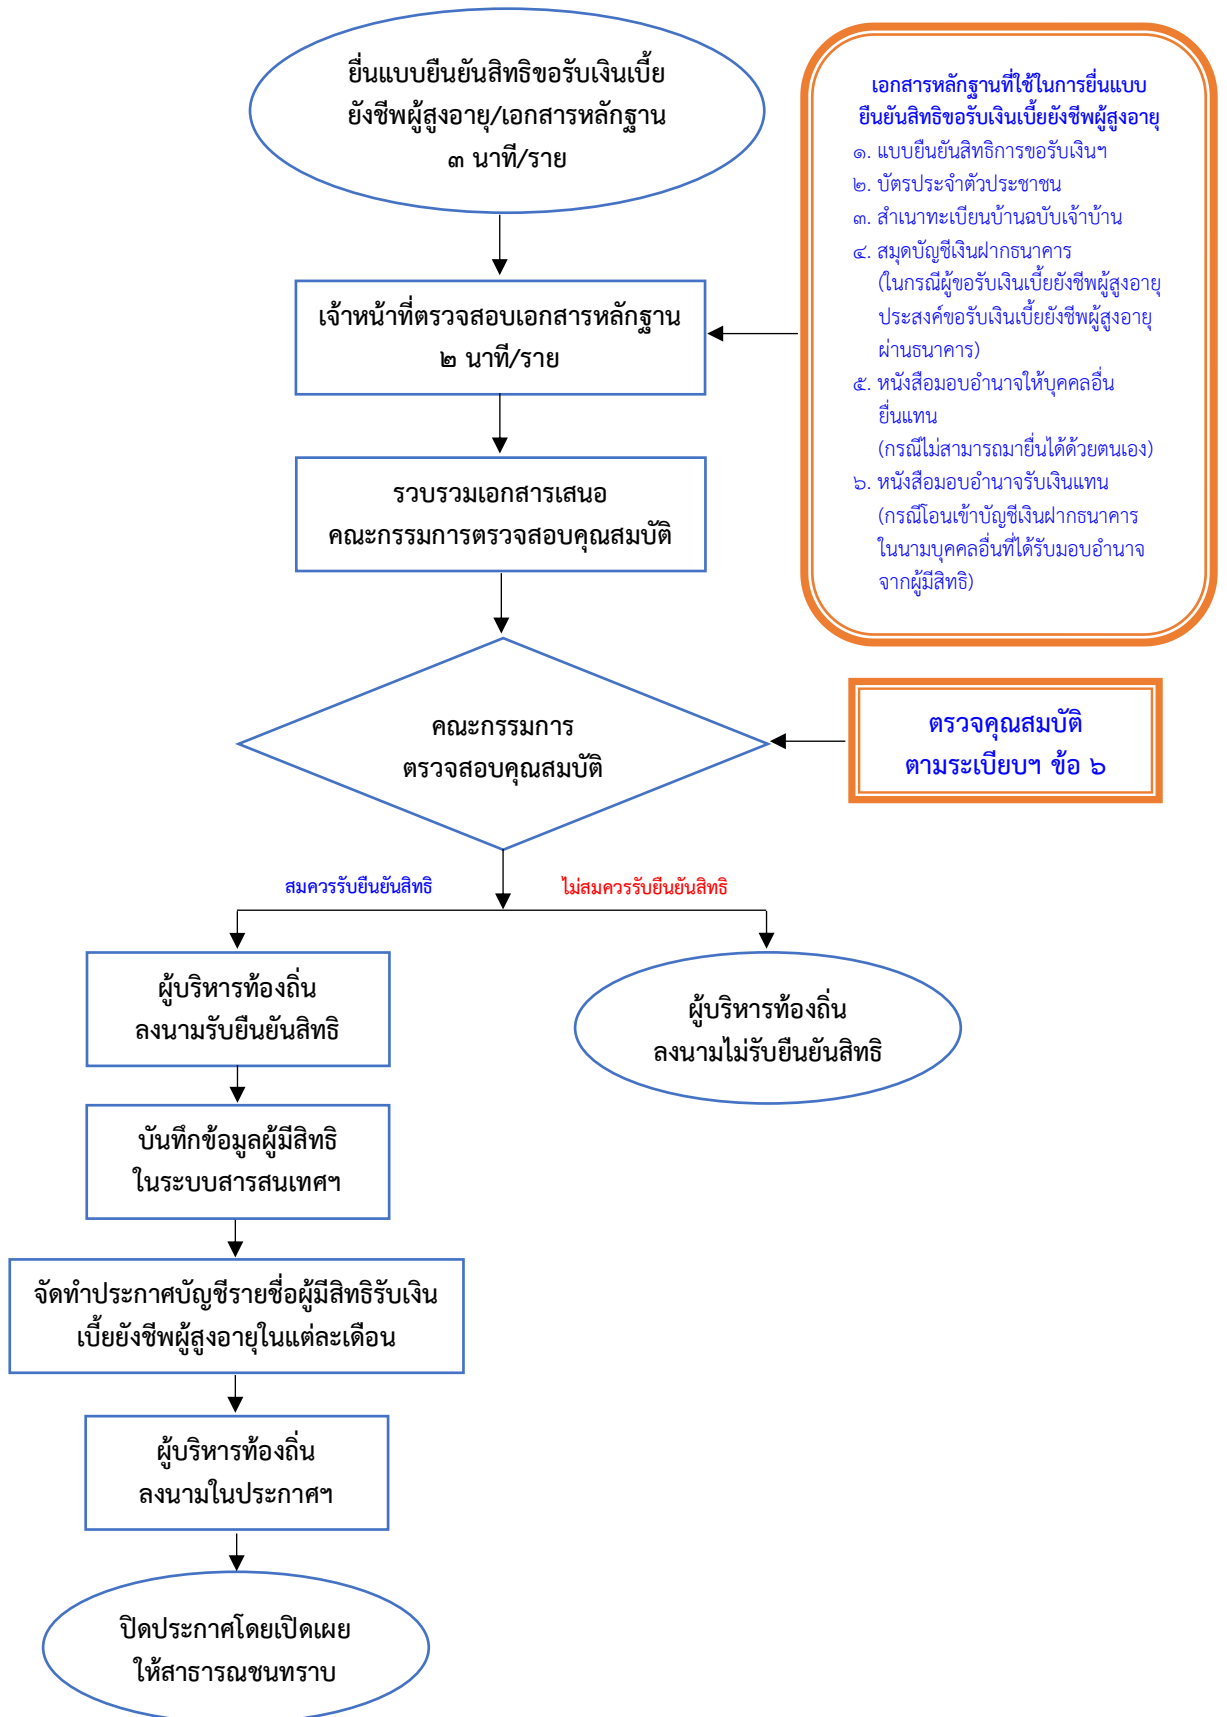 ยื่นแบบยืนยันสิทธิขอรับเงินเบี้ย
ยังชีพผู้สูงอายุ/เอกสารหลักฐาน
๓ นาที/ราย
เอกสารหลักฐานที่ใช้ในการยื่นแบบ
ยืนยันสิทธิขอรับเงินเบี้ยยังชีพผู้สูงอายุ
๑. แบบยืนยันสิทธิการขอรับเงินฯ
๒. บัตรประจำตัวประชาชน
๓. สำเนาทะเบียนบ้านฉบับเจ้าบ้าน
๔. สมุดบัญชีเงินฝากธนาคาร
(ในกรณีผู้ขอรับเงินเบี้ยยังชีพผู้สูงอายุ
ประสงค์ขอรับเงินเบี้ยยังชีพผู้สูงอายุ
ผ่านธนาคาร)
๕. หนังสือมอบอำนาจให้บุคคลอื่น
ยื่นแทน
(กรณีไม่สามารถมายื่นได้ด้วยตนเอง)
๖. หนังสือมอบอำนาจรับเงินแทน
(กรณีโอนเข้าบัญชีเงินฝากธนาคาร
ในนามบุคคลอื่นที่ได้รับมอบอำนาจ
จากผู้มีสิทธิ)
เจ้าหน้าที่ตรวจสอบเอกสารหลักฐาน
๒ นาที/ราย
รวบรวมเอกสารเสนอ
คณะกรรมการตรวจสอบคุณสมบัติ
คณะกรรมการ
ตรวจสอบคุณสมบัติ
ตรวจคุณสมบัติ
ตามระเบียบฯ ข้อ ๖
สมควรรับยืนยันสิทธิ
ไม่สมควรรับยืนยันสิทธิ
ผู้บริหารท้องถิ่น
ลงนามรับยืนยันสิทธิ
ผู้บริหารท้องถิ่น
ลงนามไม่รับยืนยันสิทธิ
บันทึกข้อมูลผู้มีสิทธิ
ในระบบสารสนเทศฯ
จัดทำประกาศบัญชีรายชื่อผู้มีสิทธิรับเงิน
เบี้ยยังชีพผู้สูงอายุในแต่ละเดือน
ผู้บริหารท้องถิ่น
ลงนามในประกาศฯ
ปิดประกาศโดยเปิดเผย
ให้สาธารณชนทราบ